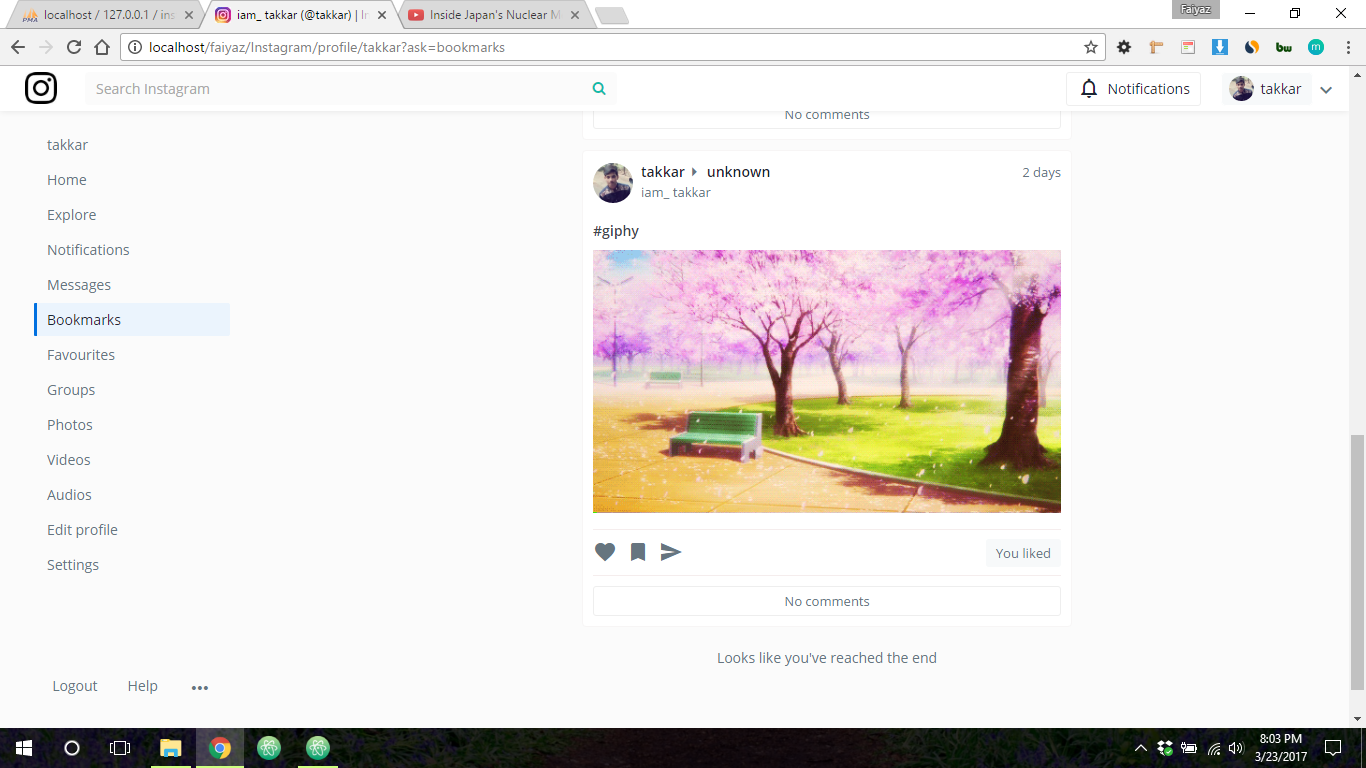 Faiyaz
PMA localhost / 127.0.0.1 / ins
iam_ takkar (@takkar) | In
Inside Japan's Nuclear M
localhost/faiyaz/Instagram/profile/takkar?ask=bookmarks
bw
m
Search Instagram
Notifications
takkar
takkar
Home
Explore
Notifications
Messages
Bookmarks
Favourites
Groups
Photos
Videos
Audios
Edit profile
Settings
Logout Help
No comments
takkar unknown
2 days
iam_ takkar
#giphy
You liked
No comments
Looks like you've reached the end
8:03 PM
3/23/2017